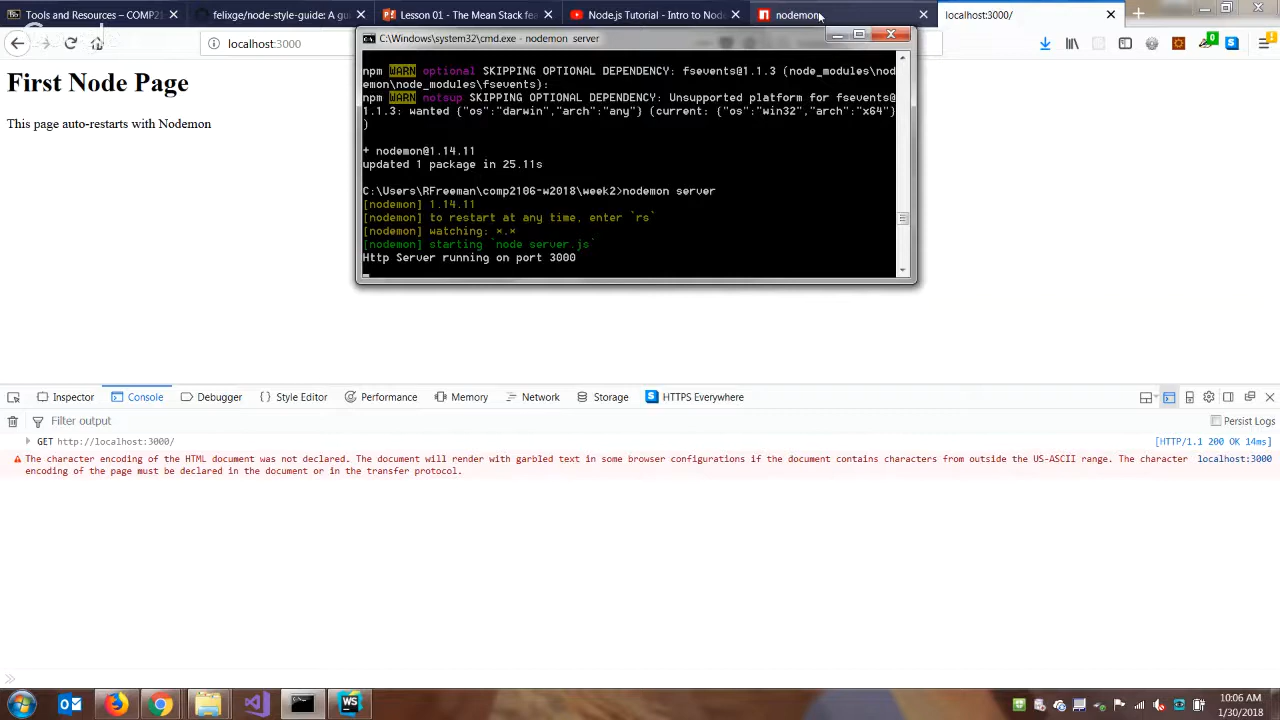 Tools and Resources – COMP21
felixge/node-style-guide: A gu
Lesson 01 - The Mean Stack fea
Node.js Tutorial - Intro to Nod
nodemon
localhost:3000/
localhost:3000
C:\Windows\system32\cmd.exe - nodemon server
First Node Page
This page auto-restarts with Nodemon
npm WARN optional SKIPPING OPTIONAL DEPENDENCY: fsevents@1.1.3 (node_modules\nod
emon\node_modules\fsevents):
npm WARN notsup SKIPPING OPTIONAL DEPENDENCY: Unsupported platform for fsevents@
1.1.3: wanted {"os":"darwin","arch":"any"} (current: {"os":"win32","arch":"x64"}
)
+ nodemon@1.14.11
updated 1 package in 25.11s
C:\Users\RFreeman\comp2106-w2018\week2>nodemon server
[nodemon] 1.14.11
[nodemon] to restart at any time, enter `rs`
[nodemon] watching: *.*
[nodemon] starting `node server.js`
Http Server running on port 3000
Inspector Console Debugger {} Style Editor Performance Memory Network Storage HTTPS Everywhere
Filter output
Persist Logs
GET http://localhost:3000/
[HTTP/1.1 200 OK 14ms]
The character encoding of the HTML document was not declared. The document will render with garbled text in some browser configurations if the document contains characters from outside the US-ASCII range. The character
localhost:3000
encoding of the page must be declared in the document or in the transfer protocol.
10:06 AM
1/30/2018